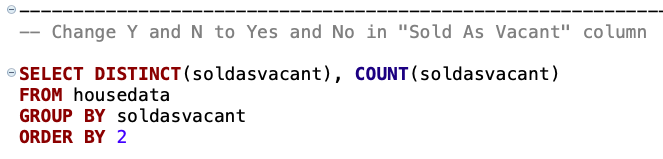 --------------------------------------------------------------
-- Change Y and N to Yes and No in "Sold As Vacant" column
SELECT DISTINCT(soldasvacant), COUNT(soldasvacant)
FROM housedata
GROUP BY soldasvacant
ORDER BY 2